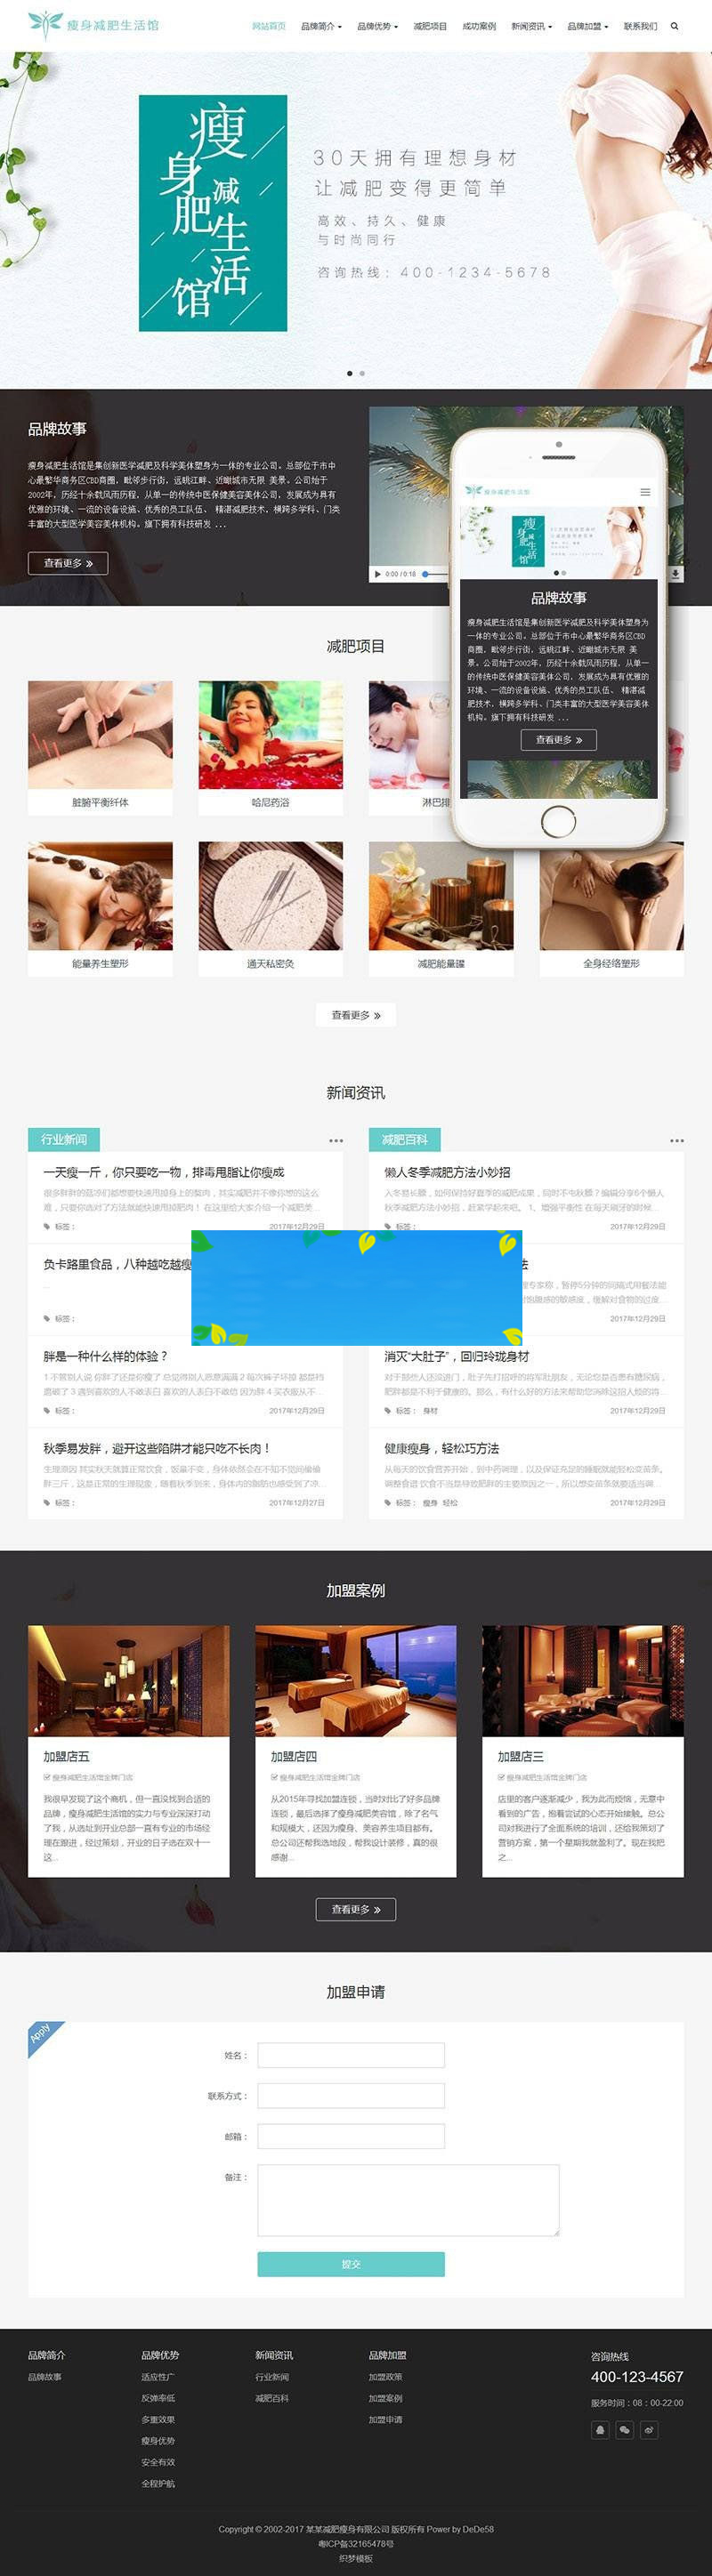 瘦身减肥生活馆
网站首页 品牌简介 品牌优势 减肥项目 成功案例 新闻资讯 品牌加盟 联系我们
瘦身减肥生活馆
30天拥有理想身材
让减肥变得更简单
高效、持久、健康
与时尚同行
咨询热线: 400-1234-5678
品牌故事
瘦身减肥生活馆是集创新医学减肥及科学美体塑身为一体的专业公司。总部位于市中
心最繁华商务区CBD商圈，毗邻步行街，远眺江畔、近瞰城市无限 美景。公司始于
2002年，历经十余载风雨历程，从单一的传统中医保健美容美体公司，发展成为具有
优雅的环境、一流的设备设施、优秀的员工队伍、 精湛减肥技术，横跨多学科、门类
丰富的大型医学美容美体机构。旗下拥有科技研发 ...
查看更多 »
0:00 / 0:18
瘦身减肥生活馆
瘦身减肥生活馆
品牌故事
瘦身减肥生活馆是集创新医学减肥及科学美体塑身为
一体的专业公司。总部位于市中心最繁华商务区CBD
商圈，毗邻步行街，远眺江畔、近瞰城市无限 美
景。公司始于2002年，历经十余载风雨历程，从单一
的传统中医保健美容美体公司，发展成为具有优雅的
环境、一流的设备设施、优秀的员工队伍、 精湛减
肥技术，横跨多学科、门类丰富的大型医学美容美体
机构。旗下拥有科技研发 ...
查看更多 »
减肥项目
脏腑平衡纤体
哈尼药浴
淋巴排
能量养生塑形
通天私密灸
减肥能量罐
全身经络塑形
查看更多 »
新闻资讯
行业新闻
一天瘦一斤，你只要吃一物，排毒甩脂让你瘦成
标签：
2017年12月29日
负卡路里食品，八种越吃越瘦
...
标签：
胖是一种什么样的体验？
标签：
2017年12月29日
秋季易发胖，避开这些陷阱才能只吃不长肉！
标签：
2017年12月27日
减肥百科
懒人冬季减肥方法小妙招
标签：
2017年12月29日
法
2017年12月29日
消灭“大肚子”，回归玲珑身材
标签： 身材
2017年12月29日
健康瘦身，轻松巧方法
标签： 瘦身 轻松
2017年12月29日
加盟案例
加盟店五
瘦身减肥生活馆金牌门店
我很早发现了这个商机，但一直没找到合适的
品牌，瘦身减肥生活馆的实力与专业深深打动
了我，从选址到开业总部一直有专业的市场经
理在跟进，经过策划，开业的日子选在双十一
这...
加盟店四
瘦身减肥生活馆金牌门店
从2015年寻找加盟连锁，当时对比了好多品牌
连锁，最后选择了瘦身减肥美容馆，除了名气
和规模大，还因为瘦身、美容养生项目都有。
总公司还帮我选地段，帮我设计装修，真的很
感谢...
加盟店三
瘦身减肥生活馆金牌门店
店里的客户逐渐减少，我为此而烦恼，无意中
看到的广告，抱着尝试的心态开始接触。总公
司对我进行了全面系统的培训，还给我策划了
营销方案，第一个星期我就盈利了。现在我把
之...
查看更多 »
加盟申请
Apply
姓名：
联系方式：
邮箱：
备注：
提交
品牌简介
品牌故事
品牌优势
适应性广
反弹率低
多重效果
瘦身优势
安全有效
全程护航
新闻资讯
行业新闻
减肥百科
品牌加盟
加盟政策
加盟案例
加盟申请
咨询热线
400-123-4567
服务时间：08：00-22:00
Copyright © 2002-2017 某某减肥瘦身有限公司 版权所有 Power by DeDe58
粤ICP备32165478号
织梦模板